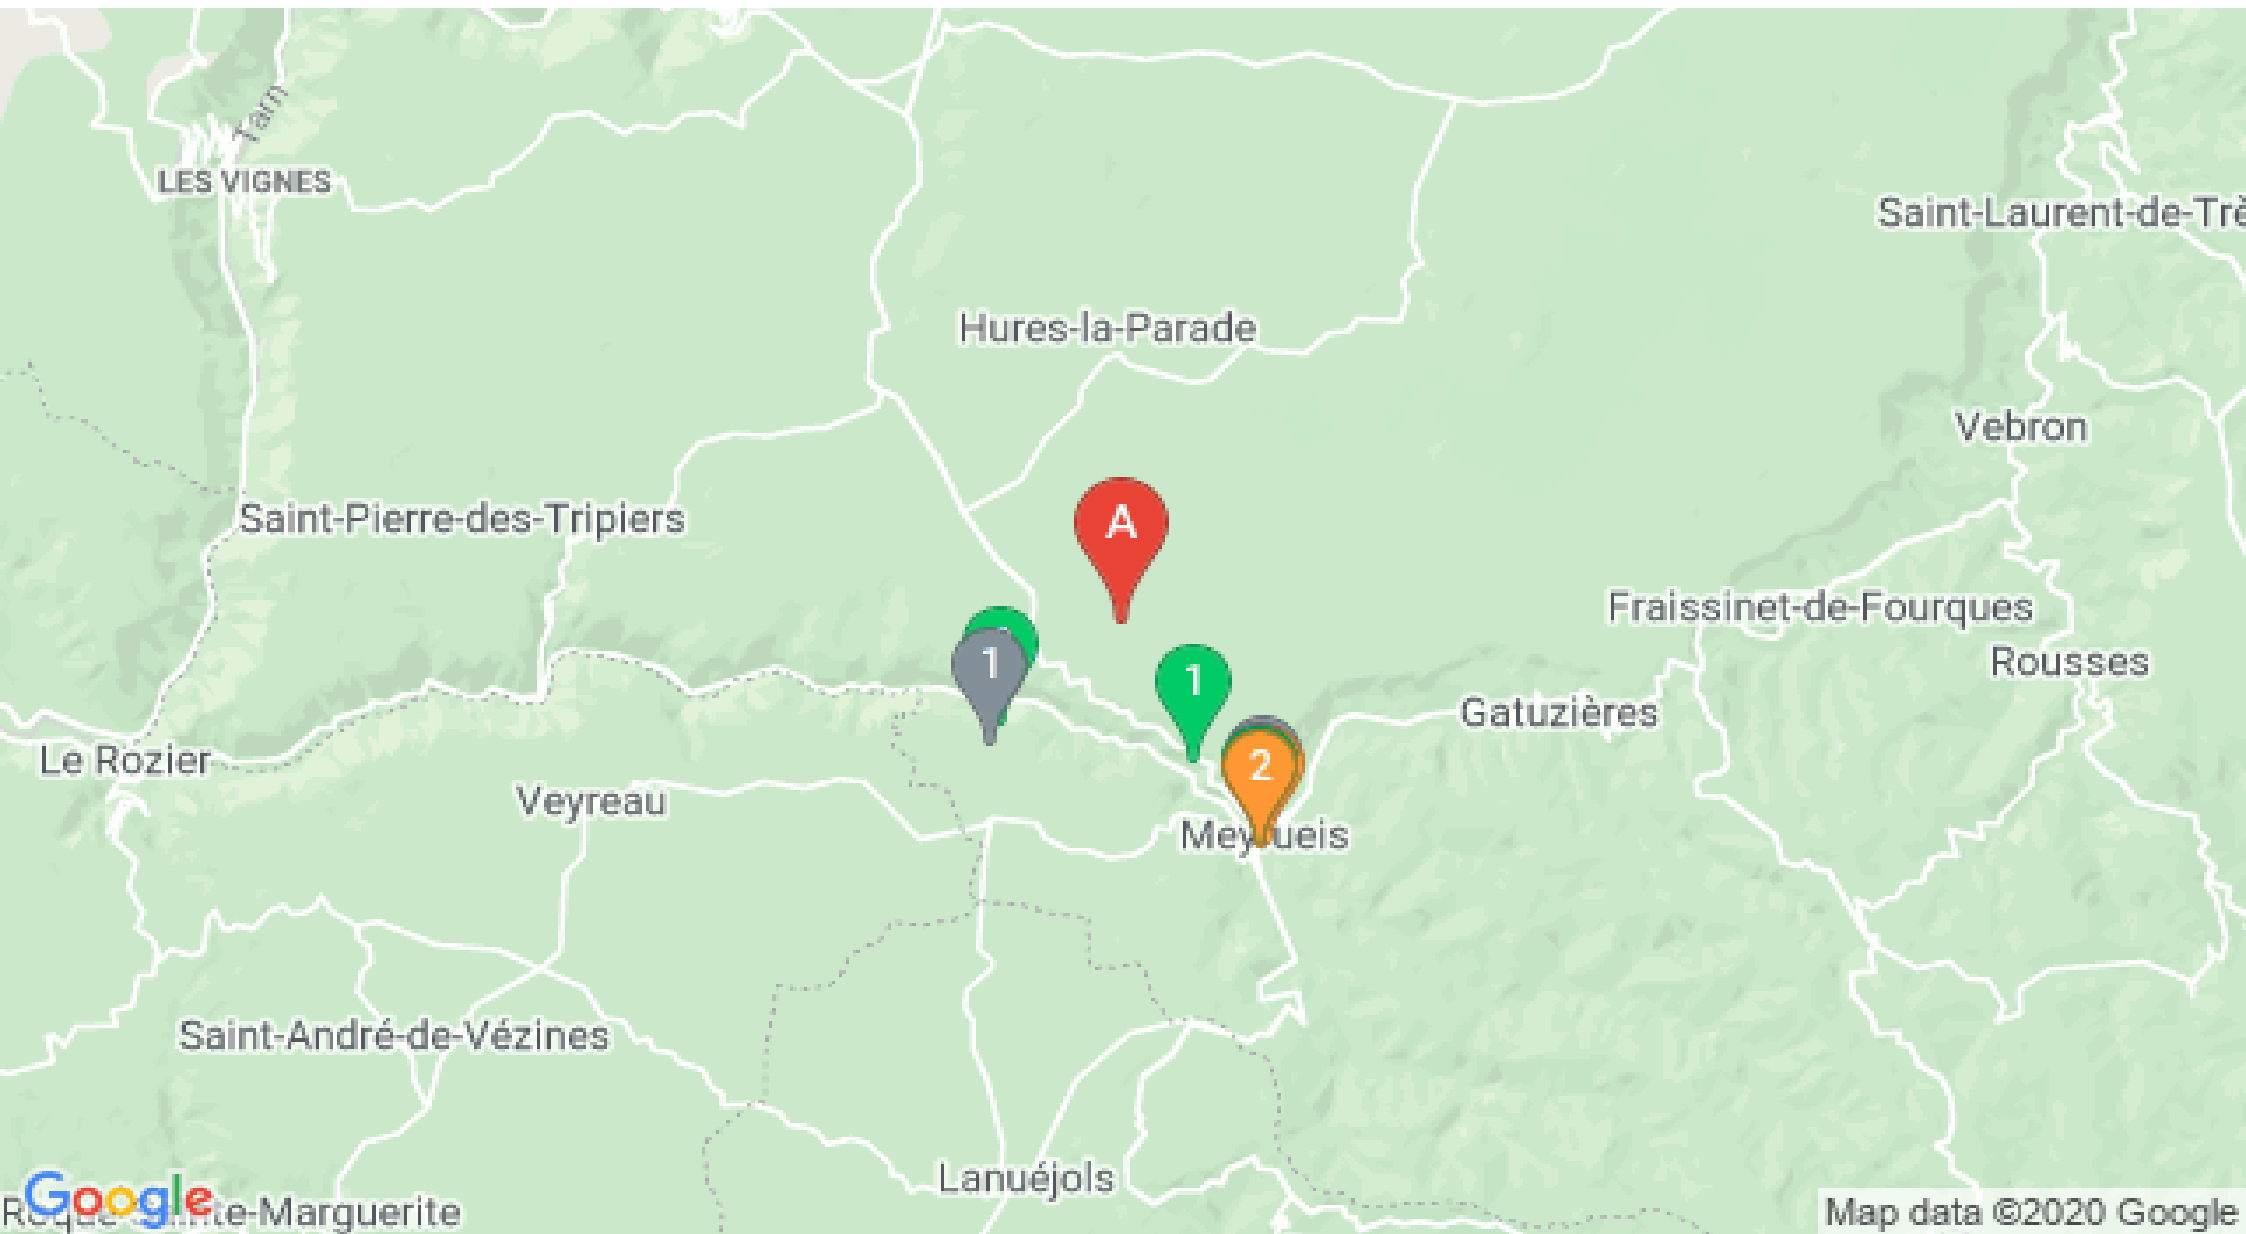 Tarn
LES VIGNES
Saint-Laurent-de-Trè
Hures-la-Parade
Vebron
Saint-Pierre-des-Tripiers
A
Fraissinet-de-Fourques
1
1
Rousses
Gatuzières
Le Rozier
2
Veyreau
Meyrueis
Saint-André-de-Vézines
Lanuéjols
Google
te-Marguerite
Map data ©2020 Google